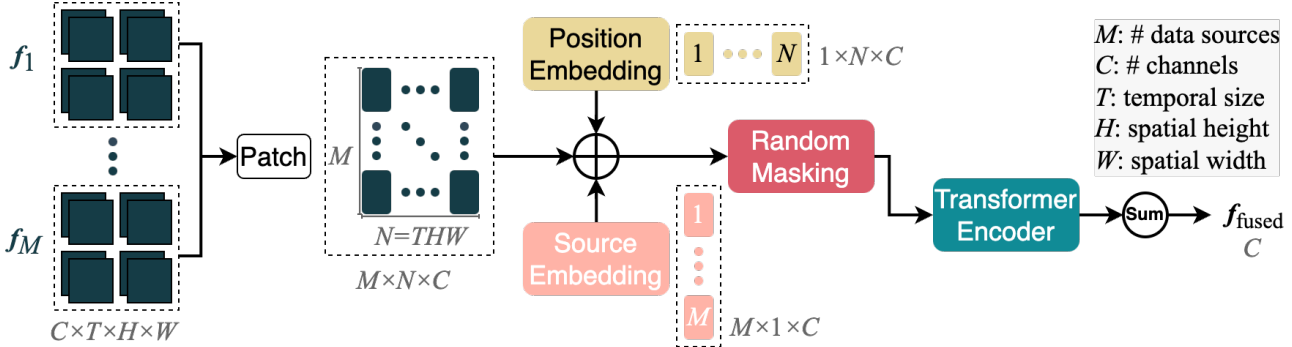 f1
fM
C×T×H×W
Patch
M
N=THW
M×N×C
Position
Embedding
1 N
1×N×C
Source
Embedding
1
M
M×1×C
Random
Masking
Transformer
Encoder
Sum
ffused
C
M: # data sources
C: # channels
T: temporal size
H: spatial height
W: spatial width